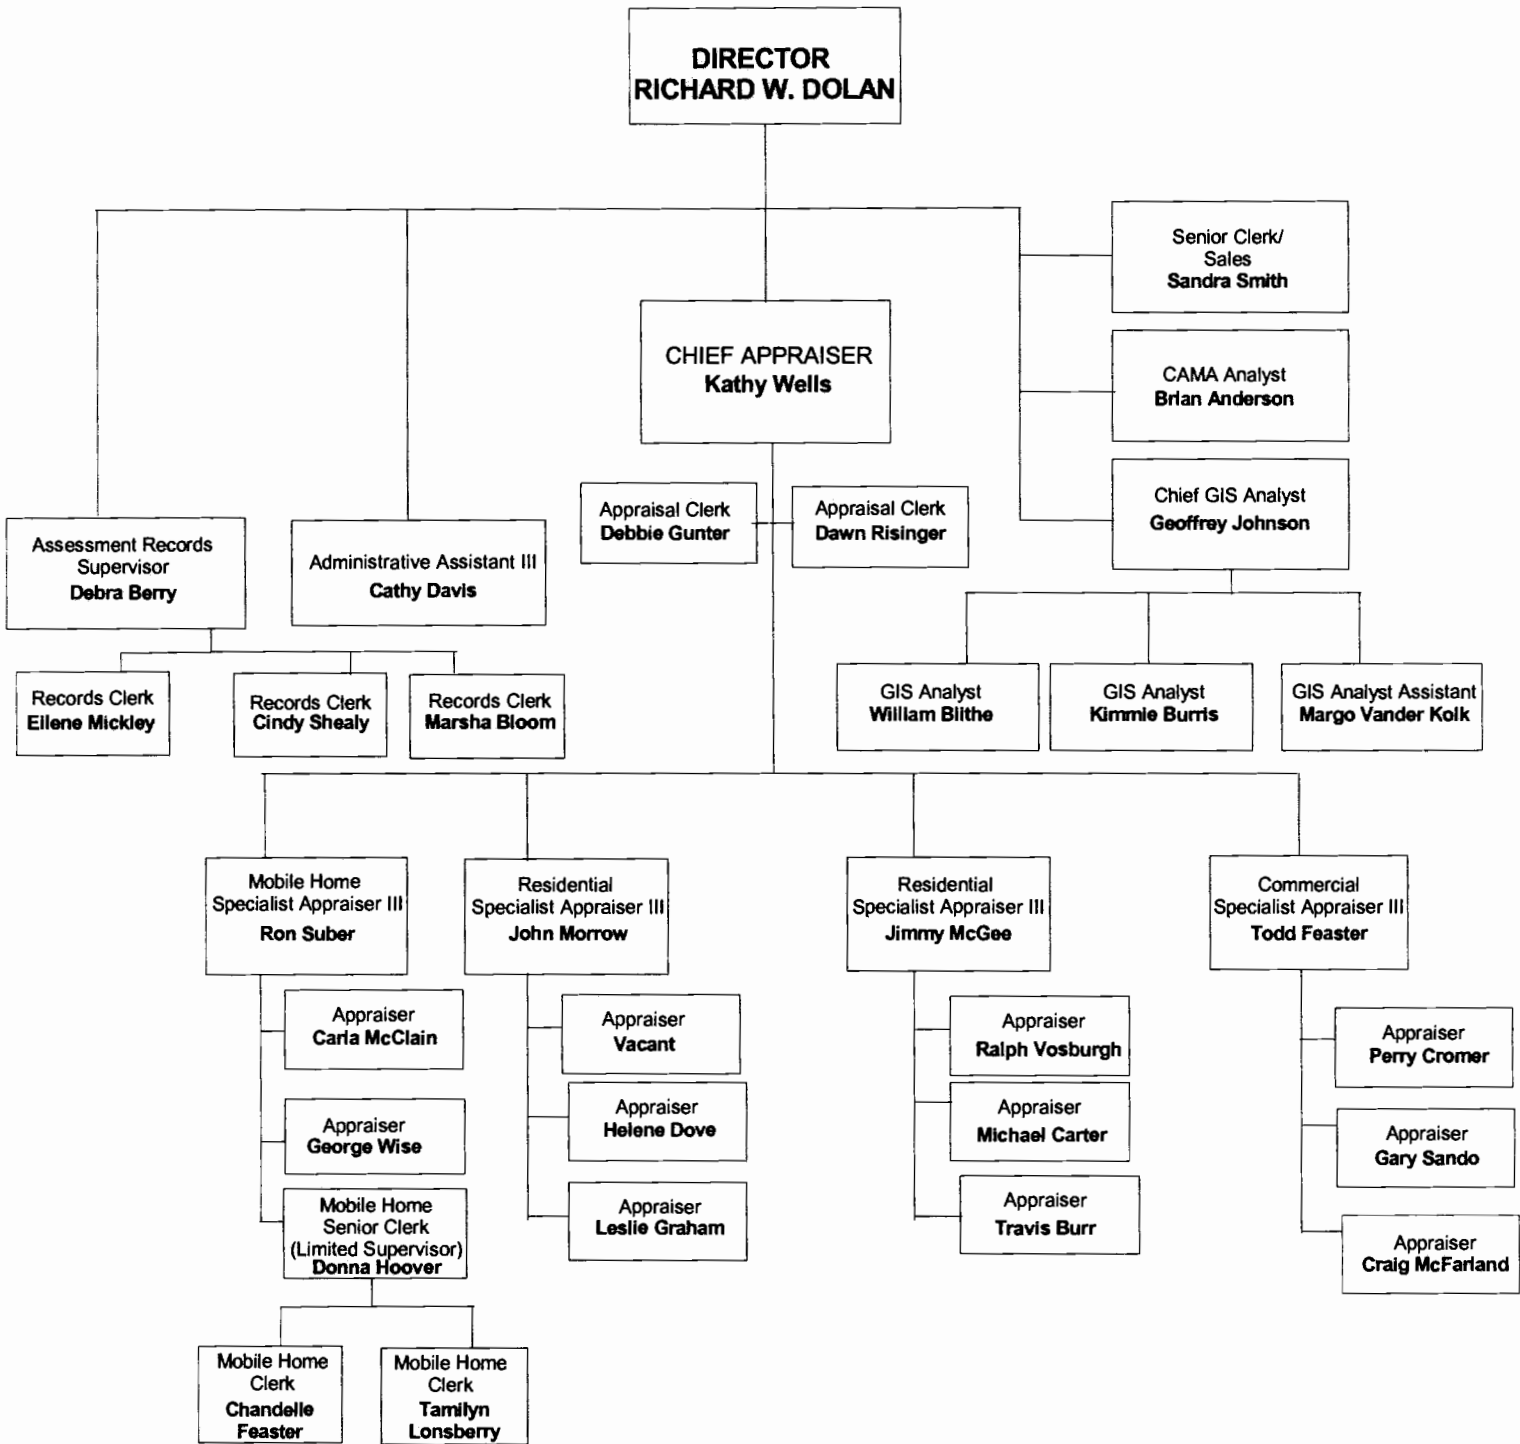 DIRECTOR
RICHARD W. DOLAN
Senior Clerk/
Sales
Sandra Smith
CHIEF APPRAISER
Kathy Wells
CAMA Analyst
Brian Anderson
Chief GIS Analyst
Geoffrey Johnson
Appraisal Clerk
Debbie Gunter
Appraisal Clerk
Dawn Risinger
Assessment Records
Supervisor
Debra Berry
Administrative Assistant III
Cathy Davis
Records Clerk
Eilene Mickley
Records Clerk
Cindy Shealy
Records Clerk
Marsha Bloom
GIS Analyst
William Blithe
GIS Analyst
Kimmie Burris
GIS Analyst Assistant
Margo Vander Kolk
Mobile Home
Specialist Appraiser III
Ron Suber
Residential
Specialist Appraiser III
John Morrow
Residential
Specialist Appraiser III
Jimmy McGee
Commercial
Specialist Appraiser III
Todd Feaster
Appraiser
Carla McClain
Appraiser
George Wise
Mobile Home
Senior Clerk
(Limited Supervisor)
Donna Hoover
Mobile Home
Clerk
Chandelle
Feaster
Mobile Home
Clerk
Tamilyn
Lonsberry
Appraiser
Vacant
Appraiser
Helene Dove
Appraiser
Leslie Graham
Appraiser
Ralph Vosburgh
Appraiser
Michael Carter
Appraiser
Travis Burr
Appraiser
Perry Cromer
Appraiser
Gary Sando
Appraiser
Craig McFarland